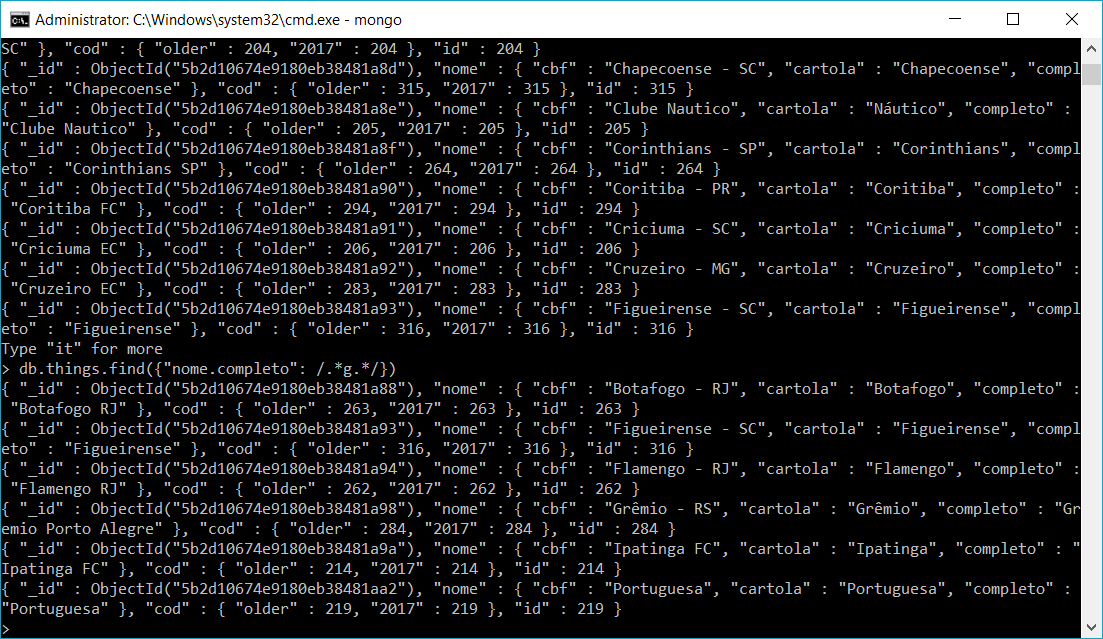 Administrator: C:\Windows\system32\cmd.exe - mongo
SC" }, "cod" : { "older" : 204, "2017" : 204 }, "id" : 204 }
{ "_id" : ObjectId("5b2d10674e9180eb38481a8d"), "nome" : { "cbf" : "Chapecoense - SC", "cartola" : "Chapecoense", "compl
eto" : "Chapecoense" }, "cod" : { "older" : 315, "2017" : 315 }, "id" : 315 }
{ "_id" : ObjectId("5b2d10674e9180eb38481a8e"), "nome" : { "cbf" : "Clube Nautico", "cartola" : "Náutico", "completo" :
"Clube Nautico" }, "cod" : { "older" : 205, "2017" : 205 }, "id" : 205 }
{ "_id" : ObjectId("5b2d10674e9180eb38481a8f"), "nome" : { "cbf" : "Corinthians - SP", "cartola" : "Corinthians", "compl
eto" : "Corinthians SP" }, "cod" : { "older" : 264, "2017" : 264 }, "id" : 264 }
{ "_id" : ObjectId("5b2d10674e9180eb38481a90"), "nome" : { "cbf" : "Coritiba - PR", "cartola" : "Coritiba", "completo" :
 "Coritiba FC" }, "cod" : { "older" : 294, "2017" : 294 }, "id" : 294 }
{ "_id" : ObjectId("5b2d10674e9180eb38481a91"), "nome" : { "cbf" : "Criciuma - SC", "cartola" : "Criciuma", "completo" :
 "Criciuma EC" }, "cod" : { "older" : 206, "2017" : 206 }, "id" : 206 }
{ "_id" : ObjectId("5b2d10674e9180eb38481a92"), "nome" : { "cbf" : "Cruzeiro - MG", "cartola" : "Cruzeiro", "completo" :
 "Cruzeiro EC" }, "cod" : { "older" : 283, "2017" : 283 }, "id" : 283 }
{ "_id" : ObjectId("5b2d10674e9180eb38481a93"), "nome" : { "cbf" : "Figueirense - SC", "cartola" : "Figueirense", "compl
eto" : "Figueirense" }, "cod" : { "older" : 316, "2017" : 316 }, "id" : 316 }
Type "it" for more
> db.things.find({"nome.completo": /.*g.*/})
{ "_id" : ObjectId("5b2d10674e9180eb38481a88"), "nome" : { "cbf" : "Botafogo - RJ", "cartola" : "Botafogo", "completo" :
 "Botafogo RJ" }, "cod" : { "older" : 263, "2017" : 263 }, "id" : 263 }
{ "_id" : ObjectId("5b2d10674e9180eb38481a93"), "nome" : { "cbf" : "Figueirense - SC", "cartola" : "Figueirense", "compl
eto" : "Figueirense" }, "cod" : { "older" : 316, "2017" : 316 }, "id" : 316 }
{ "_id" : ObjectId("5b2d10674e9180eb38481a94"), "nome" : { "cbf" : "Flamengo - RJ", "cartola" : "Flamengo", "completo" :
 "Flamengo RJ" }, "cod" : { "older" : 262, "2017" : 262 }, "id" : 262 }
{ "_id" : ObjectId("5b2d10674e9180eb38481a98"), "nome" : { "cbf" : "Grêmio - RS", "cartola" : "Grêmio", "completo" : "Gr
emio Porto Alegre" }, "cod" : { "older" : 284, "2017" : 284 }, "id" : 284 }
{ "_id" : ObjectId("5b2d10674e9180eb38481a9a"), "nome" : { "cbf" : "Ipatinga FC", "cartola" : "Ipatinga", "completo" : "
Ipatinga FC" }, "cod" : { "older" : 214, "2017" : 214 }, "id" : 214 }
{ "_id" : ObjectId("5b2d10674e9180eb38481aa2"), "nome" : { "cbf" : "Portuguesa", "cartola" : "Portuguesa", "completo" :
"Portuguesa" }, "cod" : { "older" : 219, "2017" : 219 }, "id" : 219 }
>